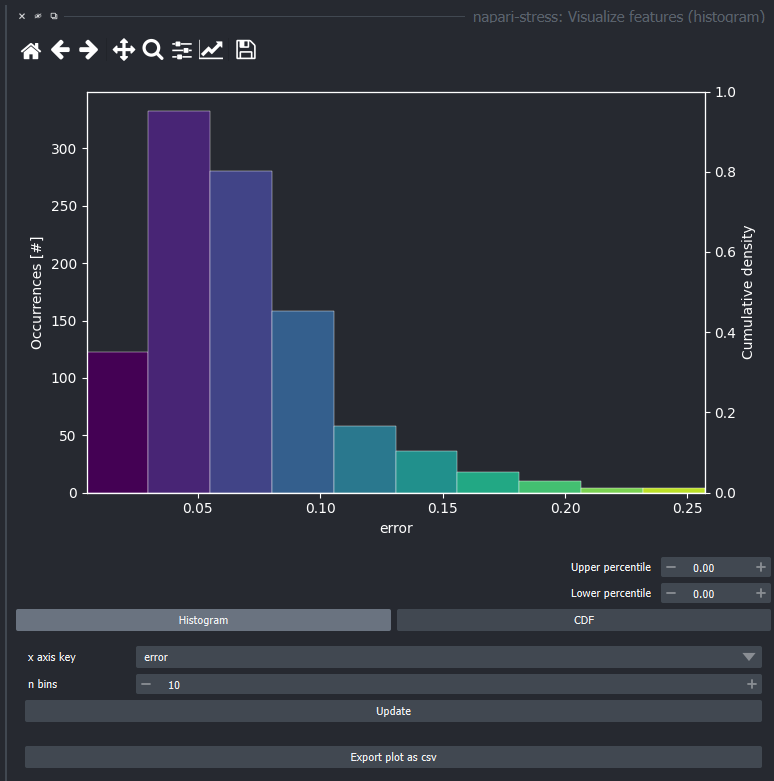 napari-stress: Visualize features (histogram)
300
250
200
150
100
50
0
Occurrences [#]
1.0
0.8
0.6
0.4
0.2
0.0
Cumulative density
0.05 0.10 0.15 0.20 0.25
error
Upper percentile 0.00
Lower percentile 0.00
Histogram CDF
x axis key error
n bins 10
Update
Export plot as csv